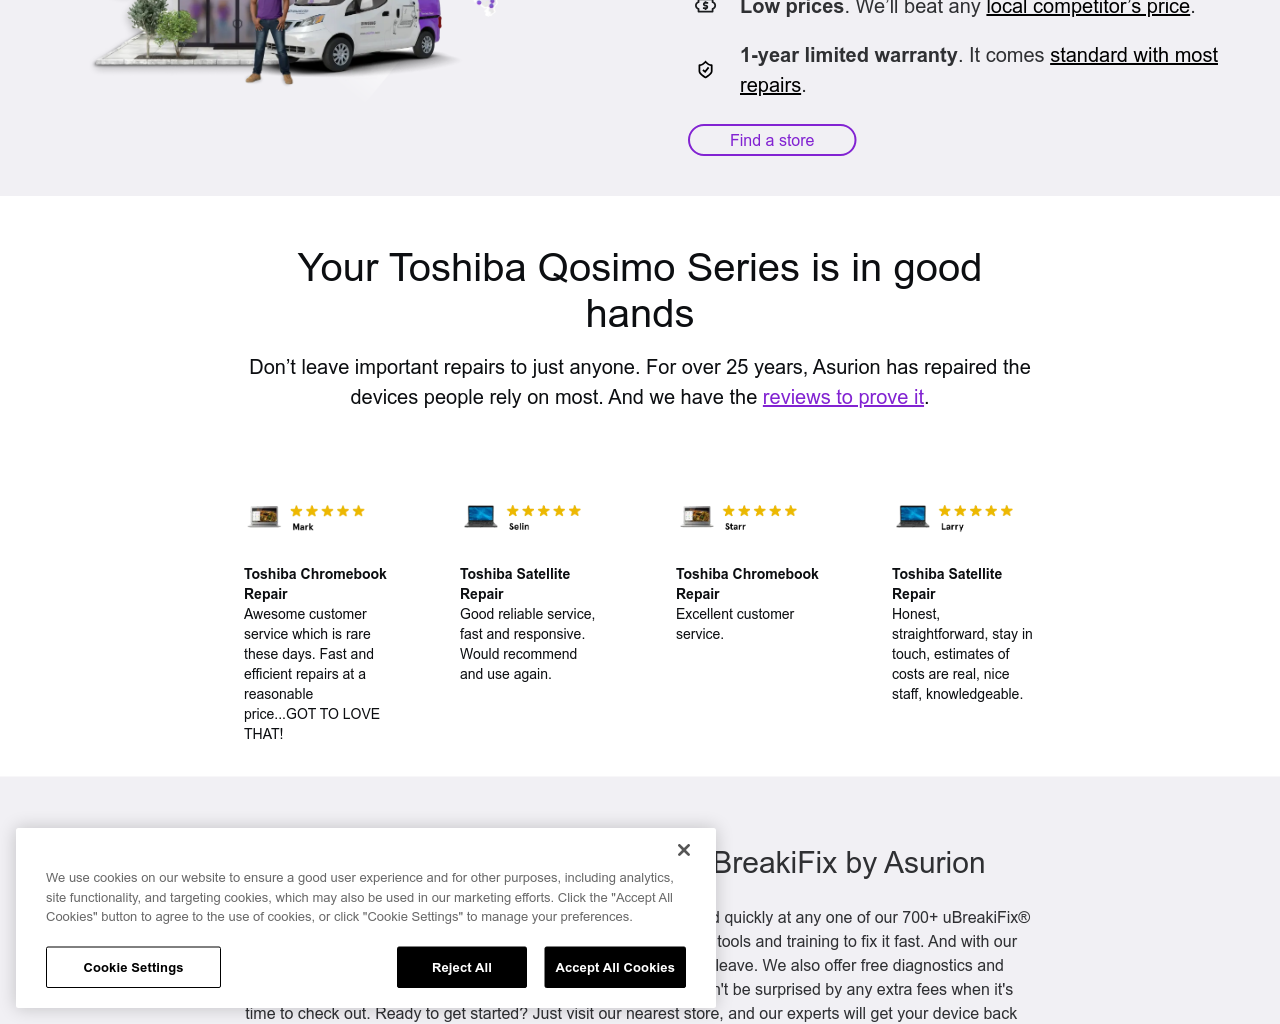 Low prices. We’ll beat any local competitor’s price.
1-year limited warranty. It comes standard with most
repairs.
Find a store
Your Toshiba Qosimo Series is in good
hands
Don’t leave important repairs to just anyone. For over 25 years, Asurion has repaired the
devices people rely on most. And we have the reviews to prove it.
Mark
Toshiba Chromebook
Repair
Awesome customer
service which is rare
these days. Fast and
efficient repairs at a
reasonable
price...GOT TO LOVE
THAT!
Selin
Toshiba Satellite
Repair
Good reliable service,
fast and responsive.
Would recommend
and use again.
Starr
Toshiba Chromebook
Repair
Excellent customer
service.
Larry
Toshiba Satellite
Repair
Honest,
straightforward, stay in
touch, estimates of
costs are real, nice
staff, knowledgeable.
BreakiFix by Asurion
quickly at any one of our 700+ uBreakiFix®
tools and training to fix it fast. And with our
leave. We also offer free diagnostics and
be surprised by any extra fees when it's
time to check out. Ready to get started? Just visit our nearest store, and our experts will get your device back
We use cookies on our website to ensure a good user experience and for other purposes, including analytics,
site functionality, and targeting cookies, which may also be used in our marketing efforts. Click the "Accept All
Cookies" button to agree to the use of cookies, or click "Cookie Settings" to manage your preferences.
Cookie Settings
Reject All
Accept All Cookies